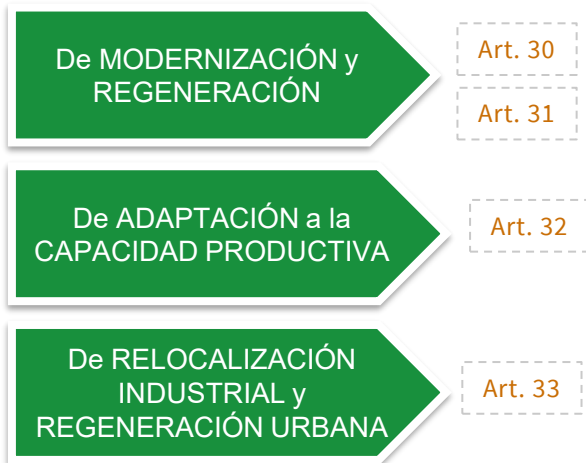 De MODERNIZACIÓN y
REGENERACIÓN
Art. 30
Art. 31
De ADAPTACIÓN a la
CAPACIDAD PRODUCTIVA
Art. 32
De RELOCALIZACIÓN
INDUSTRIAL y
REGENERACIÓN URBANA
Art. 33